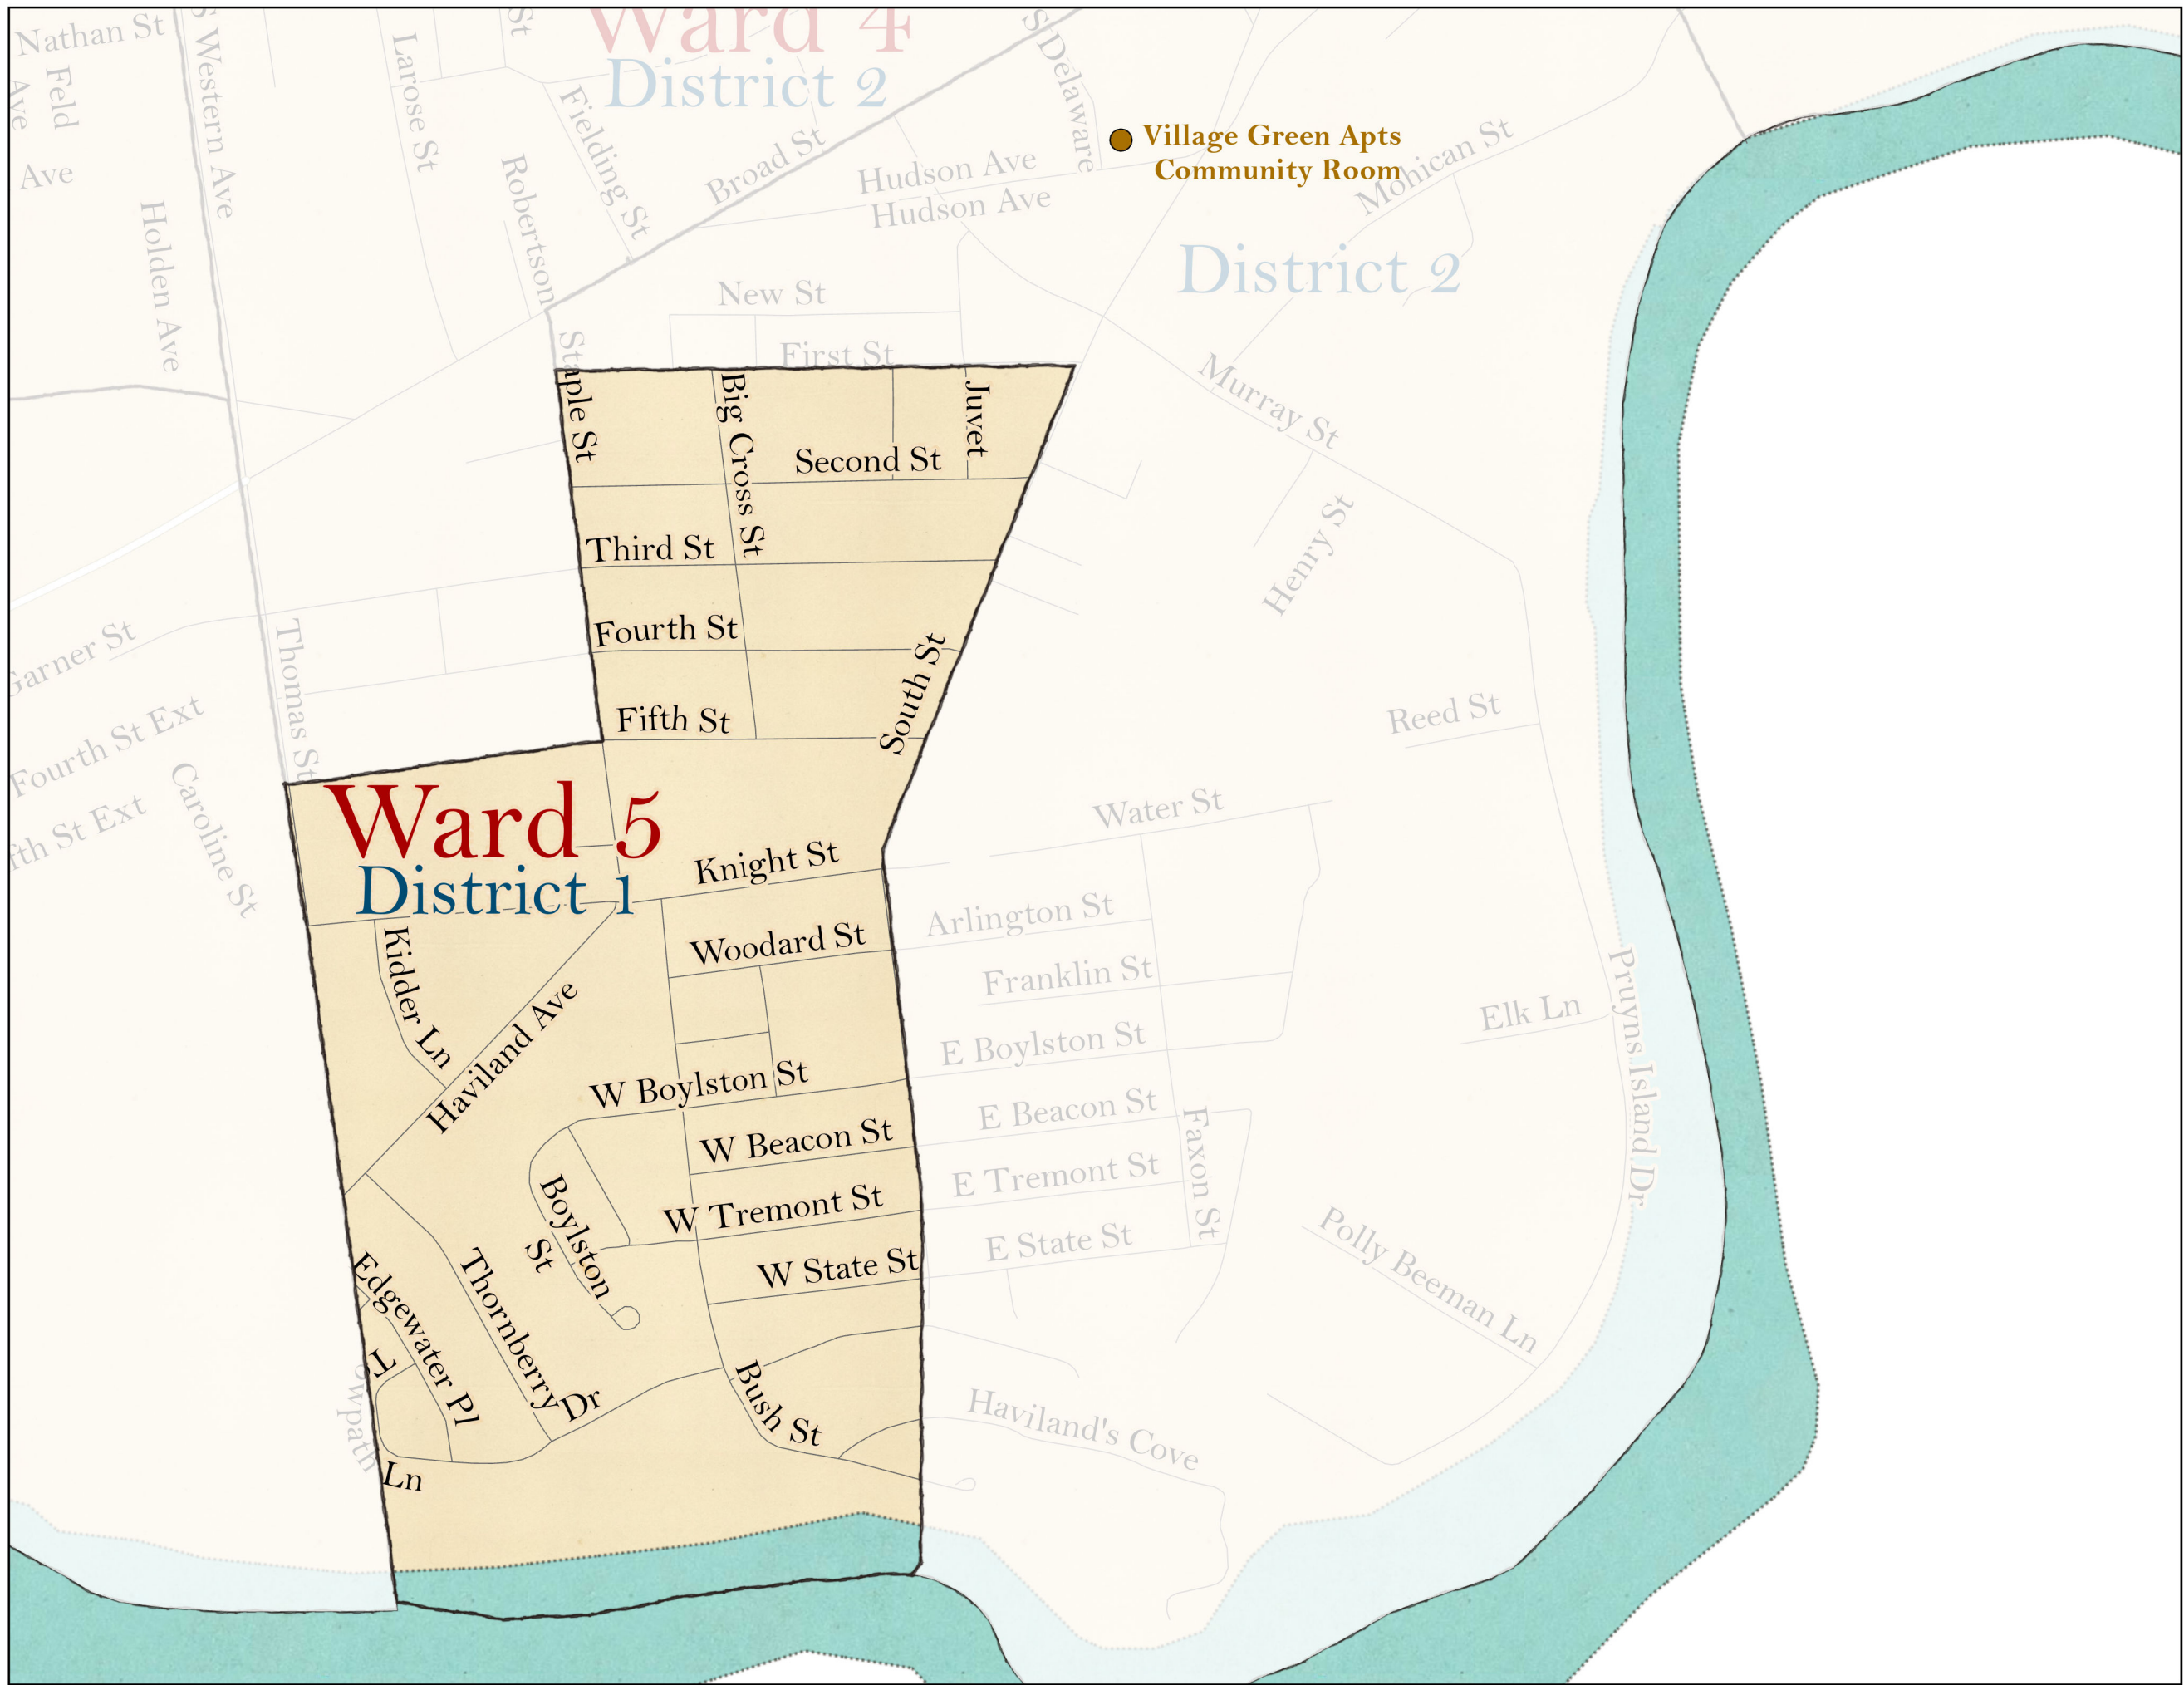 Nathan St
S Western Ave
Feld
Ave
Ave
Larose St
St
Ward 4
District 2
S Delaware
Fielding St
Robertson
Broad St
Hudson Ave
Hudson Ave
Village Green Apts
Community Room
Mohican St
District 2
Holden Ave
New St
First St
Staple St
Big Cross St
Juvet
Second St
Murray St
Third St
Henry St
Fourth St
South St
Fifth St
Garner St
Thomas St
Fourth St Ext
Caroline St
fth St Ext
Reed St
Water St
Ward 5
District 1
Knight St
Woodard St
Arlington St
Franklin St
Kidder Ln
Haviland Ave
W Boylston St
E Boylston St
Elk Ln
Pruyns Island Dr
W Beacon St
E Beacon St
Faxon St
W Tremont St
E Tremont St
Boylston
St
W State St
E State St
Polly Beeman Ln
Edgewater Pl
Thornberry
Dr
Bush St
Haviland's Cove
owpath
L
Ln